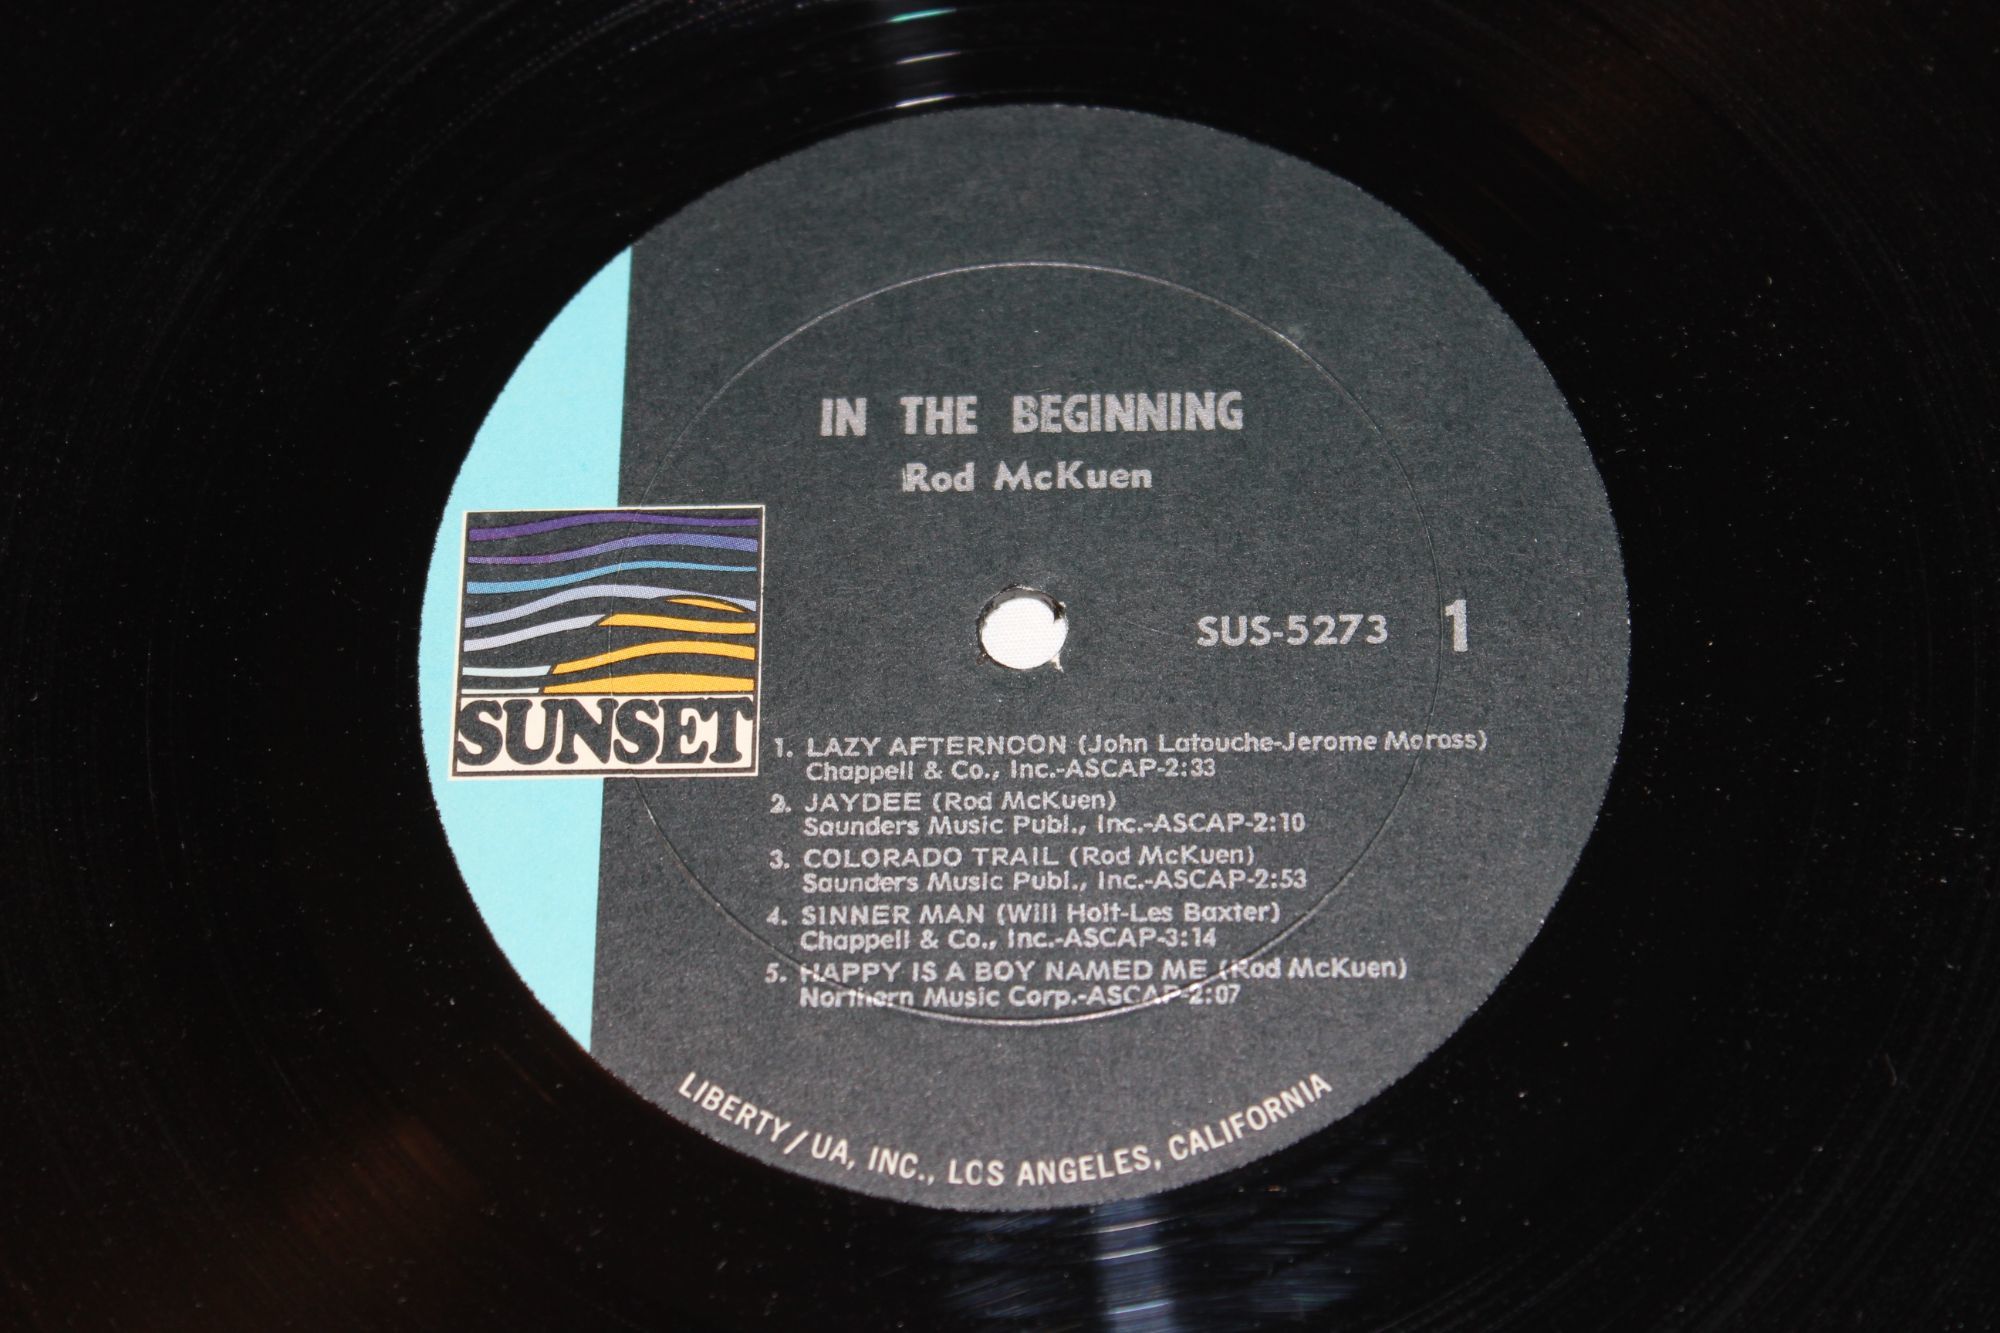 IN THE BEGINNING
Rod McKuen
SUNSET
SUS-5273 1
1. LAZY AFTERNOON (John Latouche-Jerome Moross)
Chappell & Co., Inc.-ASCAP-2:33
2. JAYDEE (Rod McKuen)
Saunders Music Publ., Inc.-ASCAP-2:10
3. COLORADO TRAIL (Rod McKuen)
Saunders Music Publ., Inc.-ASCAP-2:53
4. SINNER MAN (Will Holt-Les Baxter)
Chappell & Co., Inc.-ASCAP-3:14
5. HAPPY IS A BOY NAMED ME (Rod McKuen)
Northern Music Corp.-ASCAP-2:07
LIBERTY/UA, INC., LOS ANGELES, CALIFORNIA